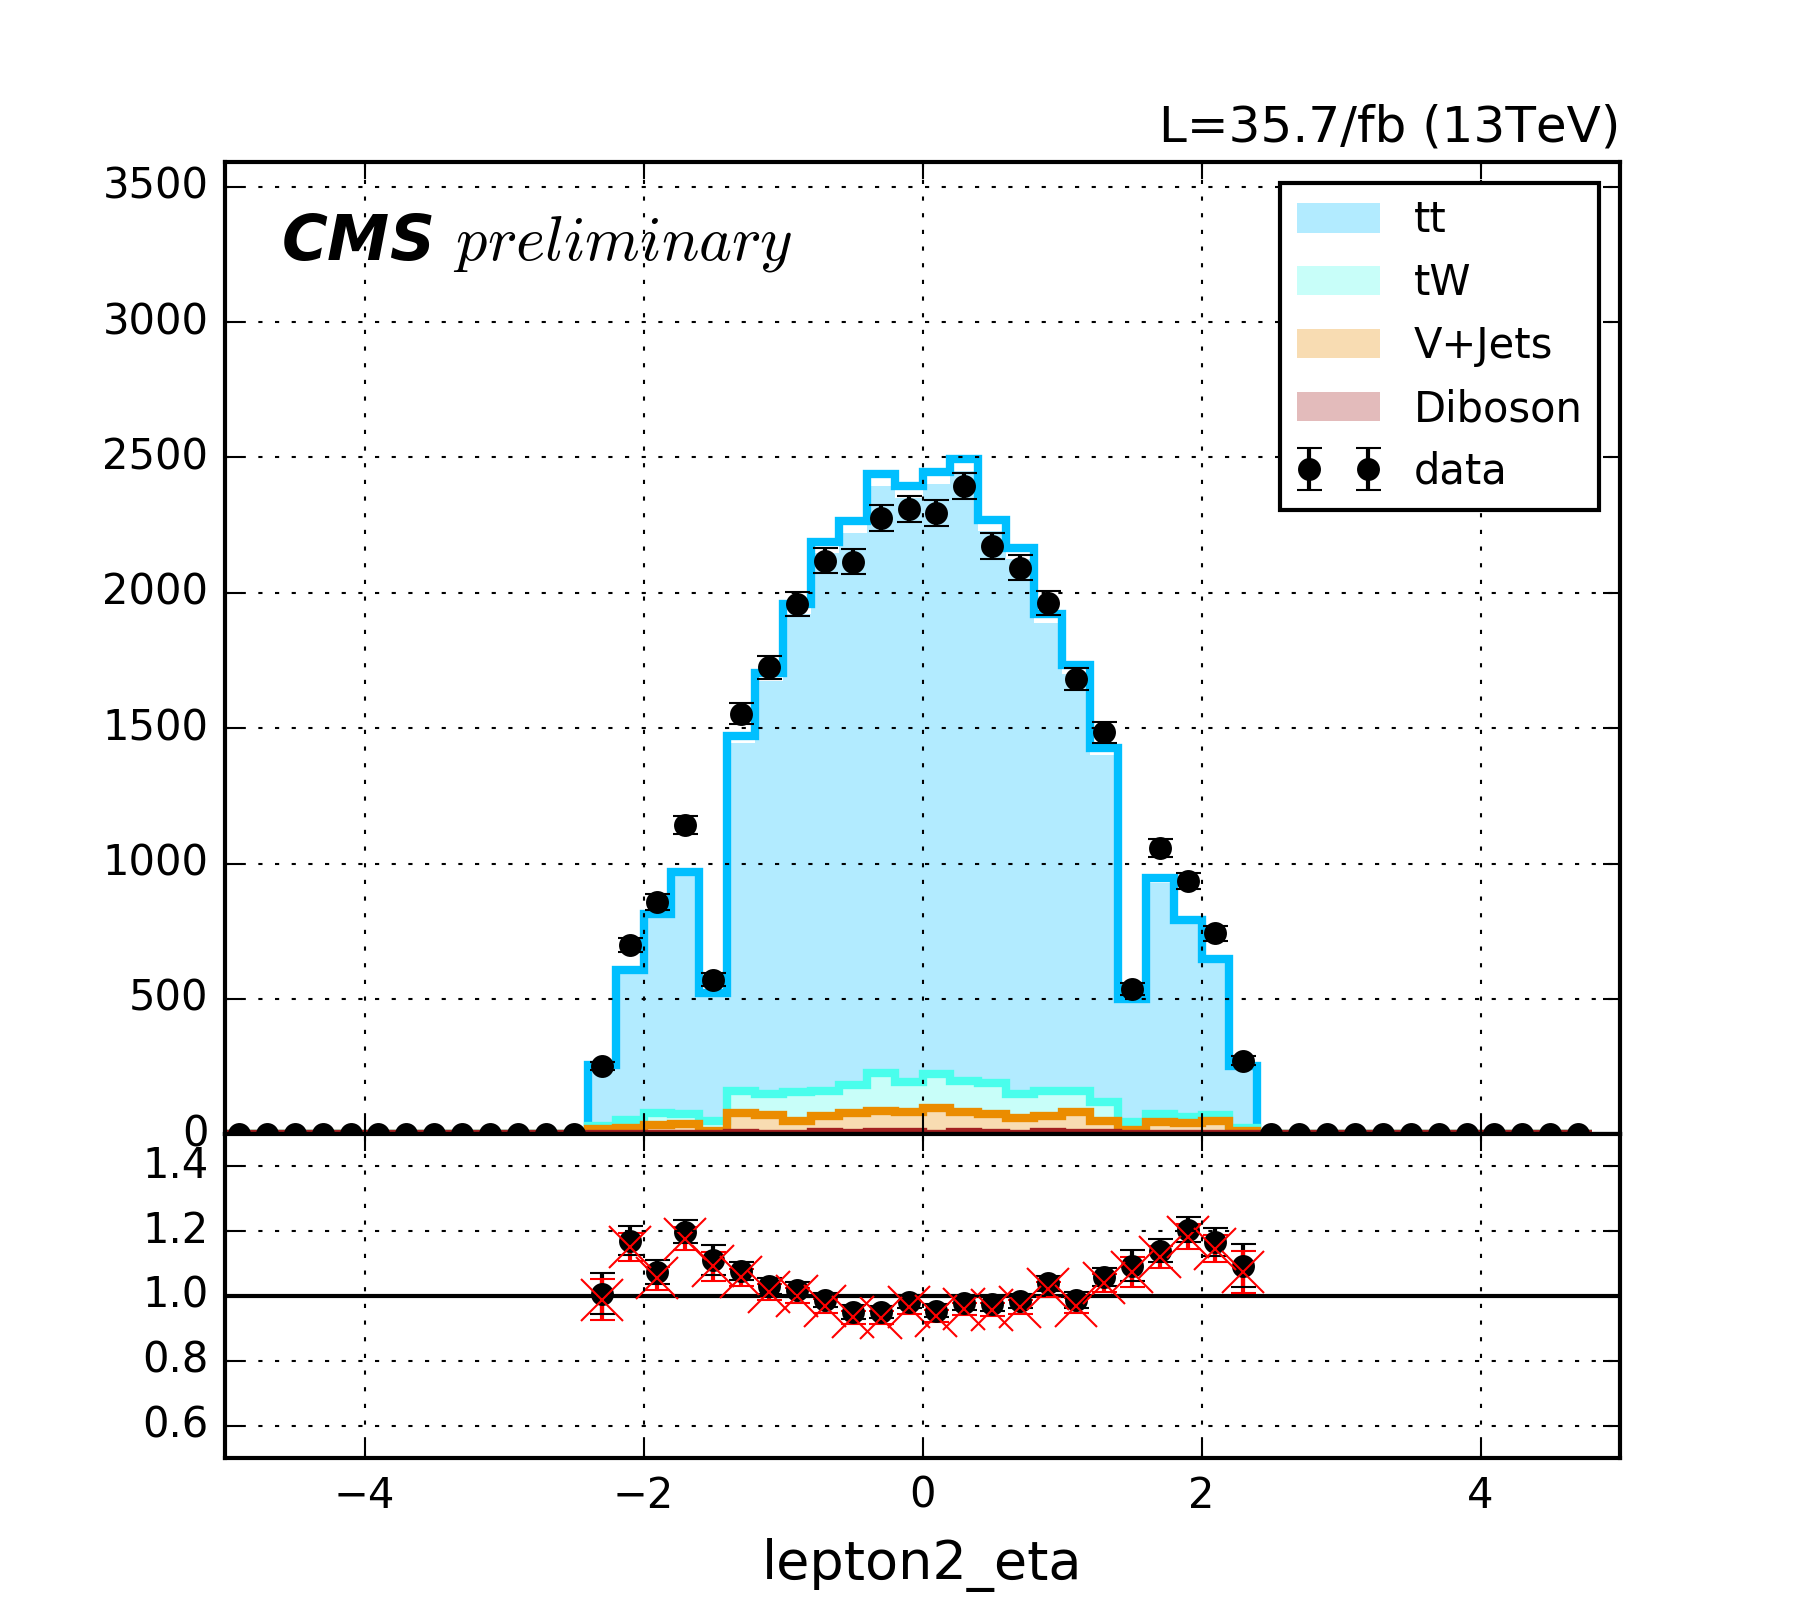 L=35.7/fb (13TeV)
CMS preliminary
3500
3000
2500
2000
1500
1000
500
0
tt
tW
V+Jets
Diboson
data
1.4
1.2
1.0
0.8
0.6
−4 −2 0 2 4
lepton2_eta